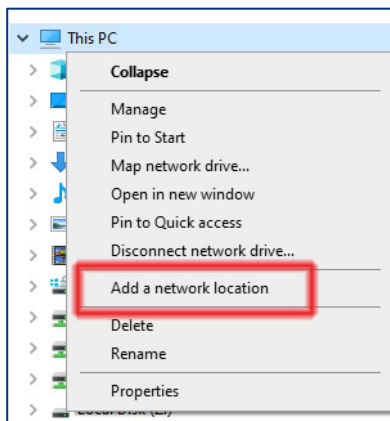 This PC
Collapse
Manage
Pin to Start
Map network drive...
Open in new window
Pin to Quick access
Disconnect network drive...
Add a network location
Delete
Rename
Properties